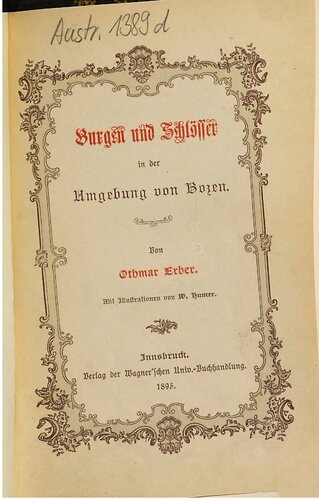 Austr. 1389 d
Burgen und Schlösser
in der
Umgebung von Bozen.
Von
Othmar Erber.
Mit Illustrationen von W. Humer.
Innsbruck.
Verlag der Wagner'schen Univ.-Buchhandlung.
1895.